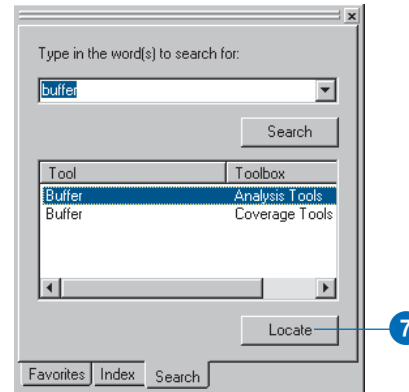 Type in the word(s) to search for:
buffer
Search
Tool Toolbox
Buffer Analysis Tools
Buffer Coverage Tools
Locate 7
Favorites Index Search